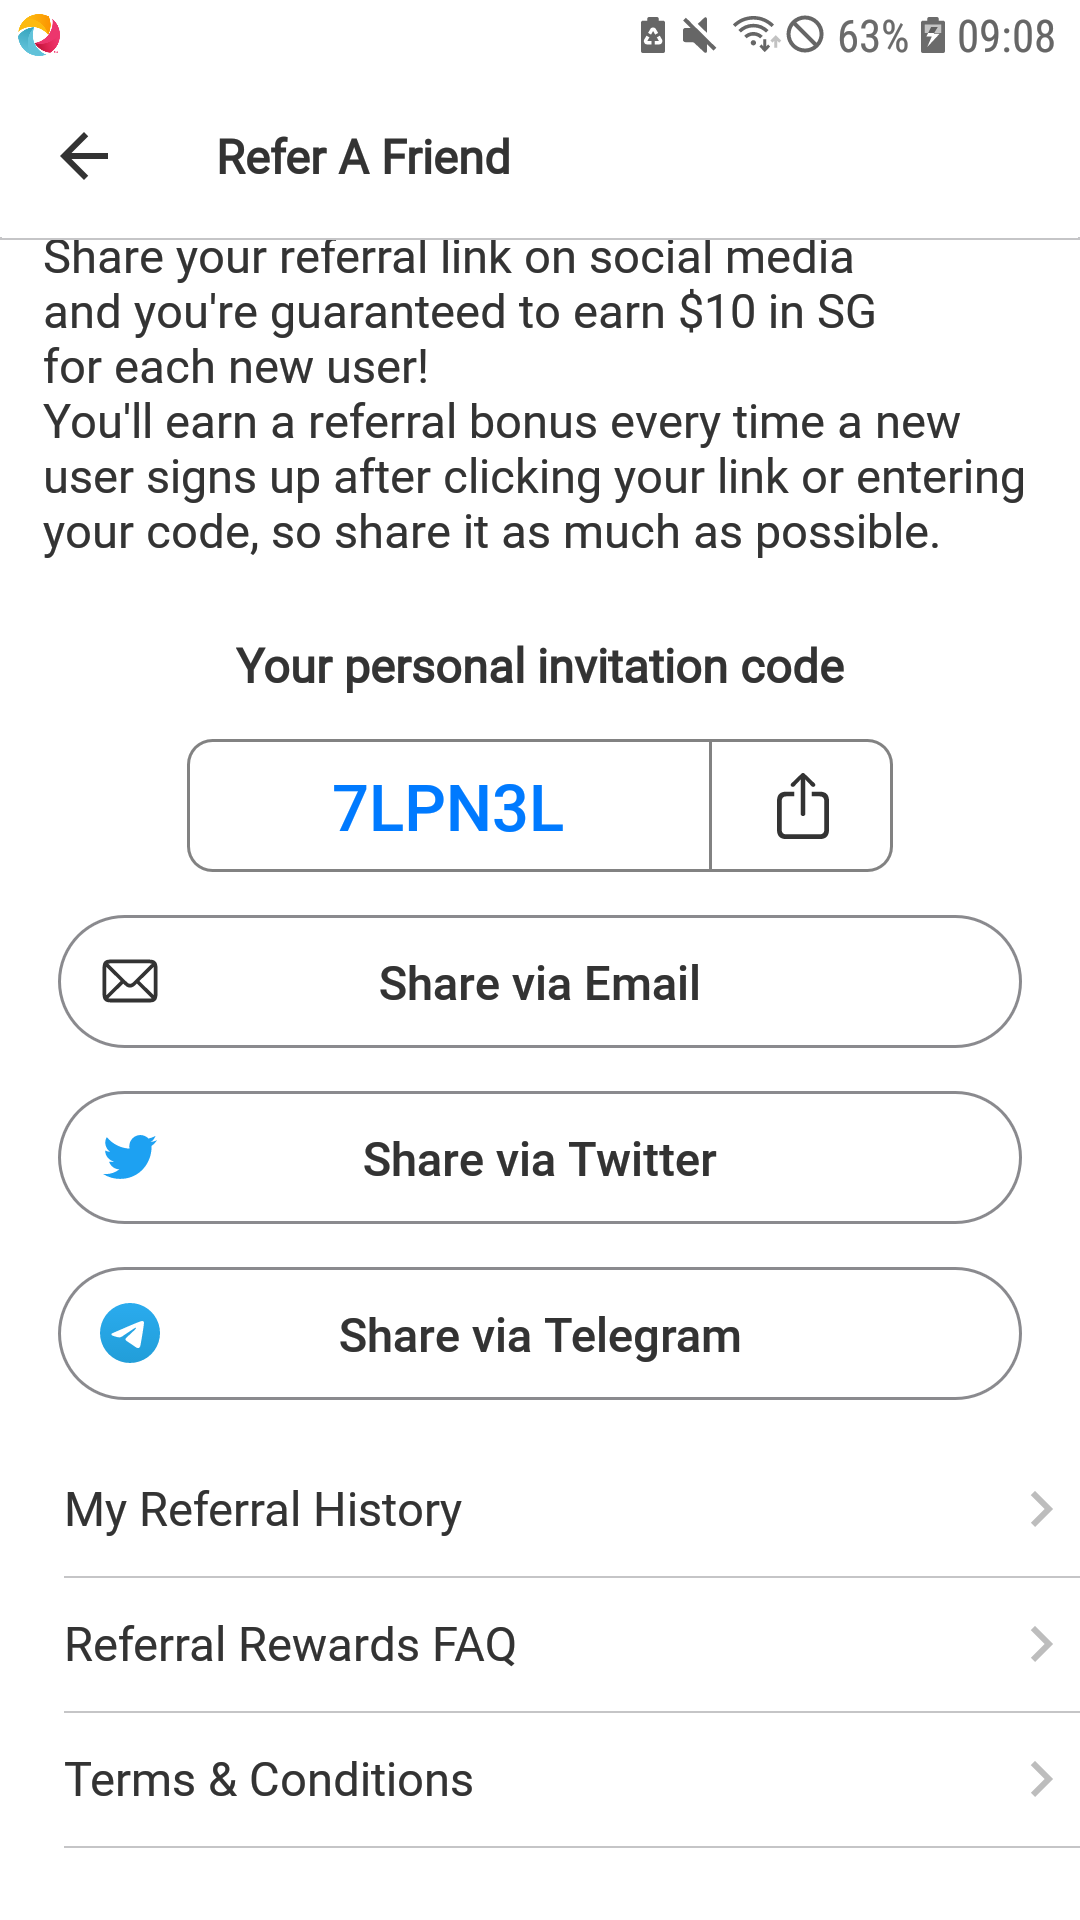 63% 09:08
Refer A Friend
Share your referral link on social media
and you're guaranteed to earn $10 in SG
for each new user!
You'll earn a referral bonus every time a new
user signs up after clicking your link or entering
your code, so share it as much as possible.
Your personal invitation code
7LPN3L
Share via Email
Share via Twitter
Share via Telegram
My Referral History
Referral Rewards FAQ
Terms & Conditions